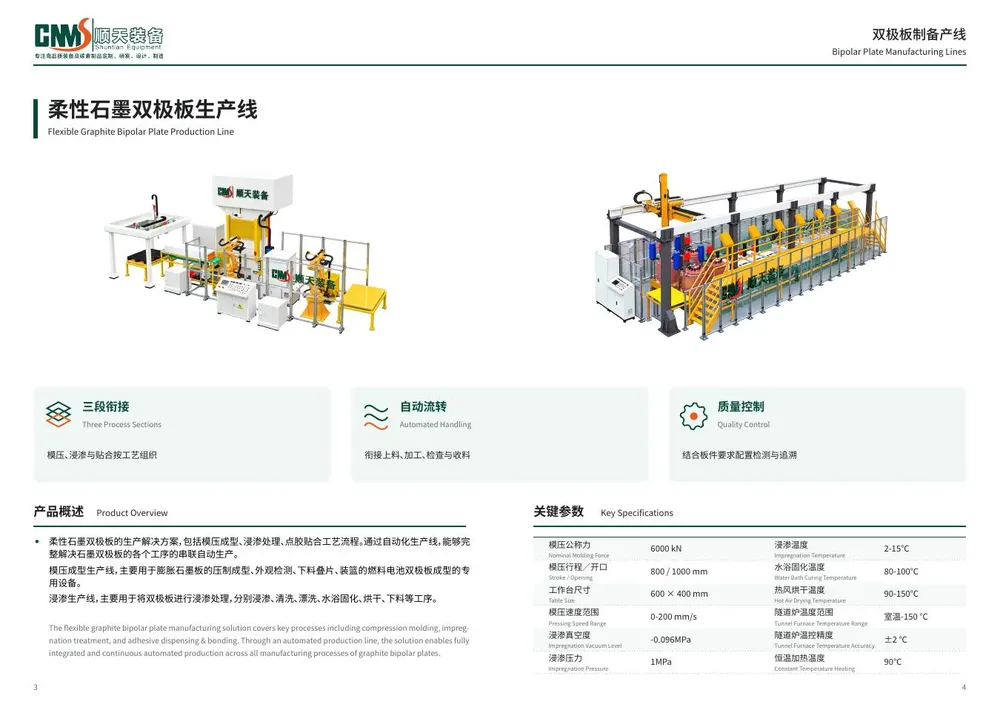 CNMS 顺天装备
Shuntian Equipment
专注高品质装备及碳素制品定制、研发、设计、制造
双极板制备产线
Bipolar Plate Manufacturing Lines
柔性石墨双极板生产线
Flexible Graphite Bipolar Plate Production Line
CNMS 顺天装备
CNMS 顺天装备
CNMS 顺天装备
三段衔接
Three Process Sections
模压、浸渗与贴合按工艺组织
自动流转
Automated Handling
衔接上料、加工、检查与收料
质量控制
Quality Control
结合板件要求配置检测与追溯
产品概述 Product Overview
• 柔性石墨双极板的生产解决方案，包括模压成型、浸渗处理、点胶贴合工艺流程。通过自动化生产线，能够完
整解决石墨双极板的各个工序的串联自动生产。
模压成型生产线，主要用于膨胀石墨板的压制成型、外观检测、下料叠片、装篮的燃料电池双极板成型的专
用设备。
浸渗生产线，主要用于将双极板进行浸渗处理，分别浸渗、清洗、漂洗、水浴固化、烘干、下料等工序。
The flexible graphite bipolar plate manufacturing solution covers key processes including compression molding, impreg-
nation treatment, and adhesive dispensing & bonding. Through an automated production line, the solution enables fully
integrated and continuous automated production across all manufacturing processes of graphite bipolar plates.
关键参数 Key Specifications
模压公称力 6000 kN 浸渗温度 2-15℃
Nominal Molding Force Impregnation Temperature
模压行程／开口 800 / 1000 mm 水浴固化温度 80-100℃
Stroke / Opening Water Bath Curing Temperature
工作台尺寸 600 × 400 mm 热风烘干温度 90-150℃
Table Size Hot Air Drying Temperature
模压速度范围 0-200 mm/s 隧道炉温度范围 室温-150 ℃
Pressing Speed Range Tunnel Furnace Temperature Range
浸渗真空度 -0.096MPa 隧道炉温控精度 ±2 ℃
Impregnation Vacuum Level Tunnel Furnace Temperature Accuracy
浸渗压力 1MPa 恒温加热温度 90℃
Impregnation Pressure Constant Temperature Heating
3
4